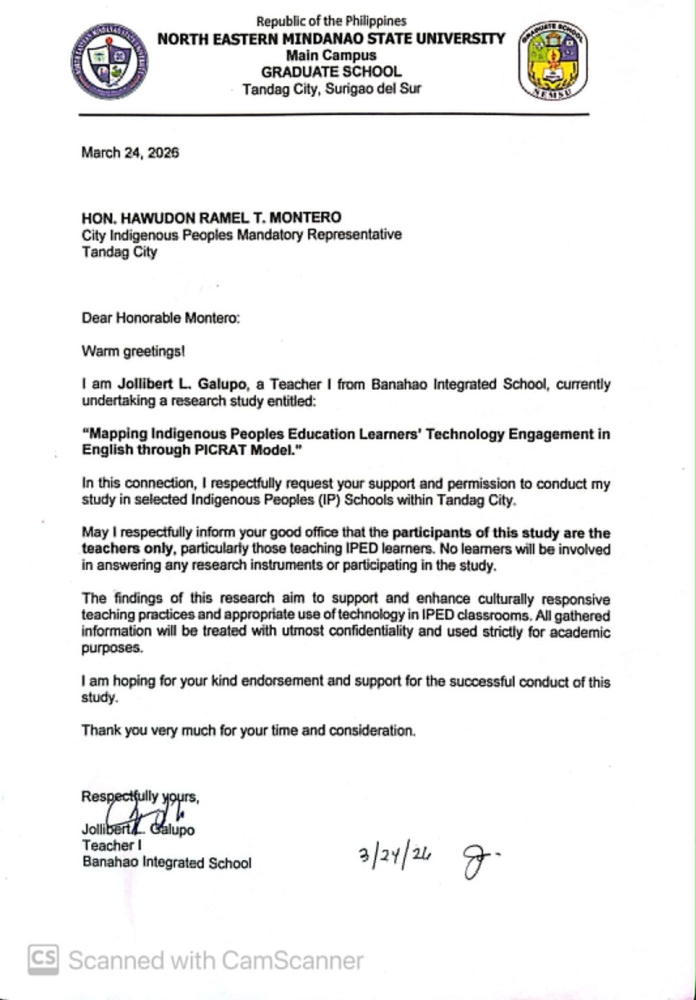 Republic of the Philippines
NORTH EASTERN MINDANAO STATE UNIVERSITY
Main Campus
GRADUATE SCHOOL
Tandag City, Surigao del Sur
GRADUATE SCHOOL
NEMSU
March 24, 2026
HON. HAWUDON RAMEL T. MONTERO
City Indigenous Peoples Mandatory Representative
Tandag City
Dear Honorable Montero:
Warm greetings!
I am Jollibert L. Galupo, a Teacher I from Banahao Integrated School, currently
undertaking a research study entitled:
“Mapping Indigenous Peoples Education Learners’ Technology Engagement in
English through PICRAT Model.”
In this connection, I respectfully request your support and permission to conduct my
study in selected Indigenous Peoples (IP) Schools within Tandag City.
May I respectfully inform your good office that the participants of this study are the
teachers only, particularly those teaching IPED learners. No learners will be involved
in answering any research instruments or participating in the study.
The findings of this research aim to support and enhance culturally responsive
teaching practices and appropriate use of technology in IPED classrooms. All gathered
information will be treated with utmost confidentiality and used strictly for academic
purposes.
I am hoping for your kind endorsement and support for the successful conduct of this
study.
Thank you very much for your time and consideration.
Respectfully yours,
Jollibert L. Galupo
Teacher I
Banahao Integrated School
3/24/26
CS Scanned with CamScanner